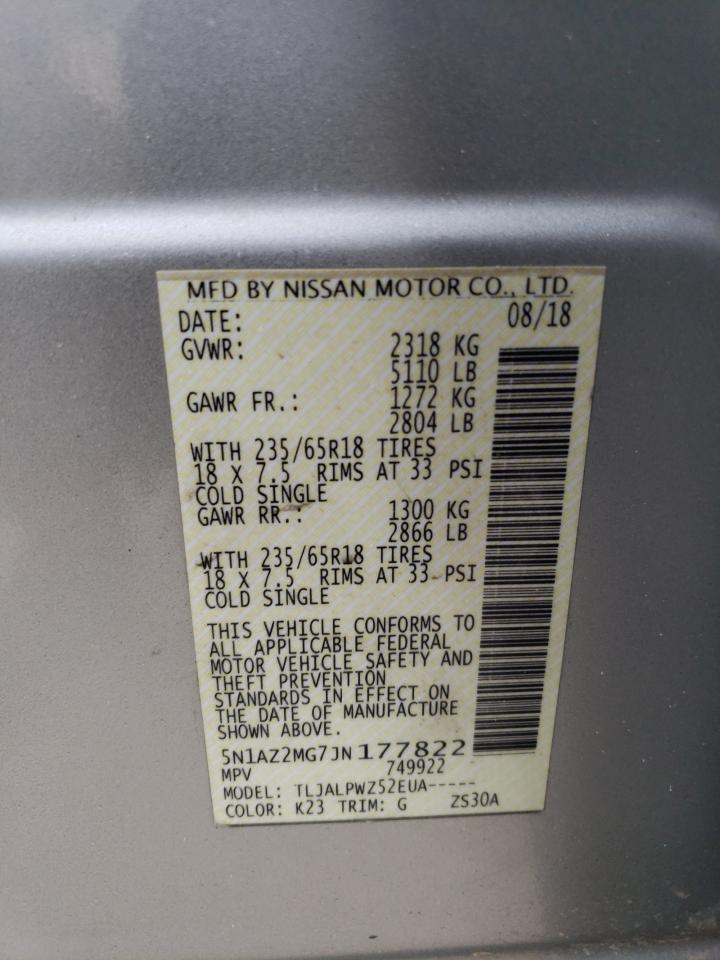 MFD BY NISSAN MOTOR CO., LTD.
DATE: 08/18
GVWR: 2318 KG
5110 LB
GAWR FR.: 1272 KG
2804 LB
WITH 235/65R18 TIRES
18 X 7.5 RIMS AT 33 PSI
COLD SINGLE
GAWR RR.: 1300 KG
2866 LB
WITH 235/65R18 TIRES
18 X 7.5 RIMS AT 33 PSI
COLD SINGLE
THIS VEHICLE CONFORMS TO
ALL APPLICABLE FEDERAL
MOTOR VEHICLE SAFETY AND
THEFT PREVENTION
STANDARDS IN EFFECT ON
THE DATE OF MANUFACTURE
SHOWN ABOVE.
5N1AZ2MG7JN177822
MPV 749922
MODEL: TLJALPWZ52EUA-----
COLOR: K23 TRIM: G ZS30A